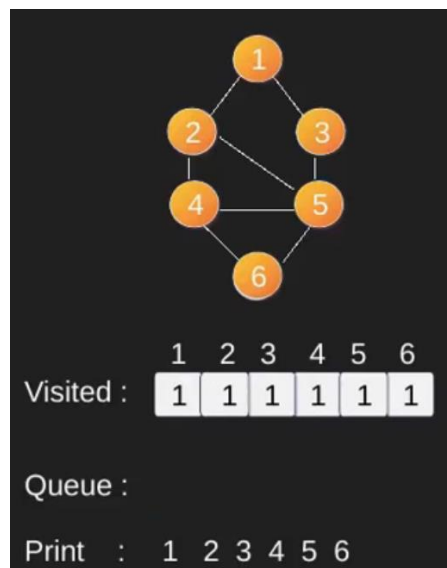 1
2 3
4 5
6
1 2 3 4 5 6
Visited : 1 1 1 1 1 1
Queue :
Print : 1 2 3 4 5 6